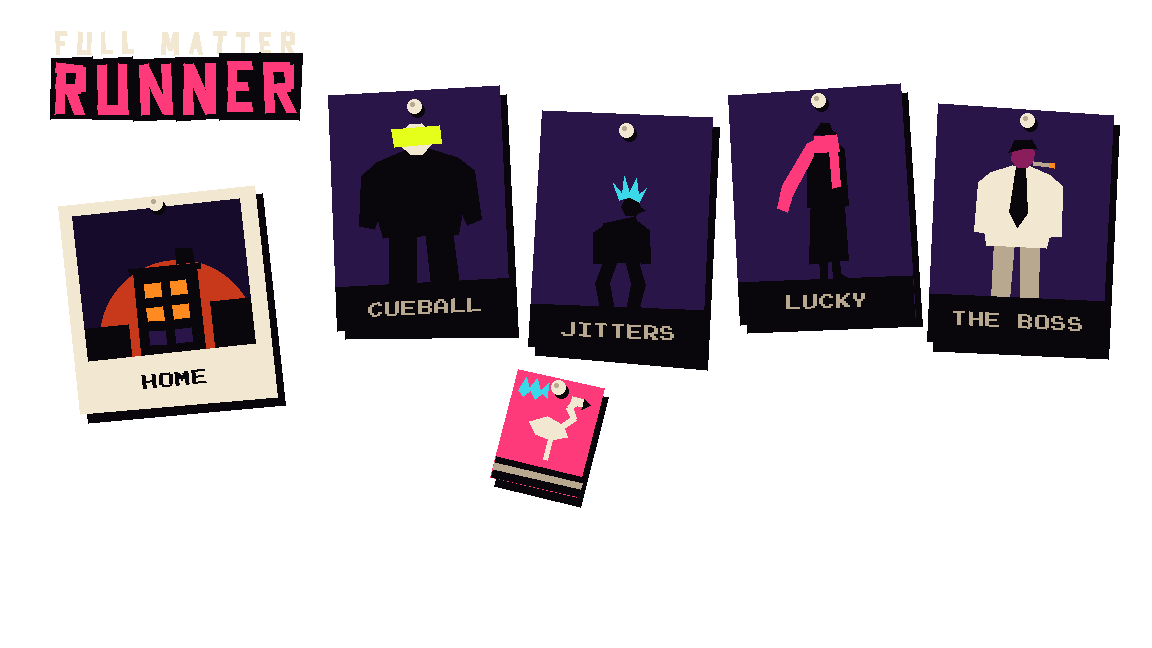 FULL MATTER
RUNNER
HOME
CUEBALL
JITTERS
LUCKY
THE BOSS